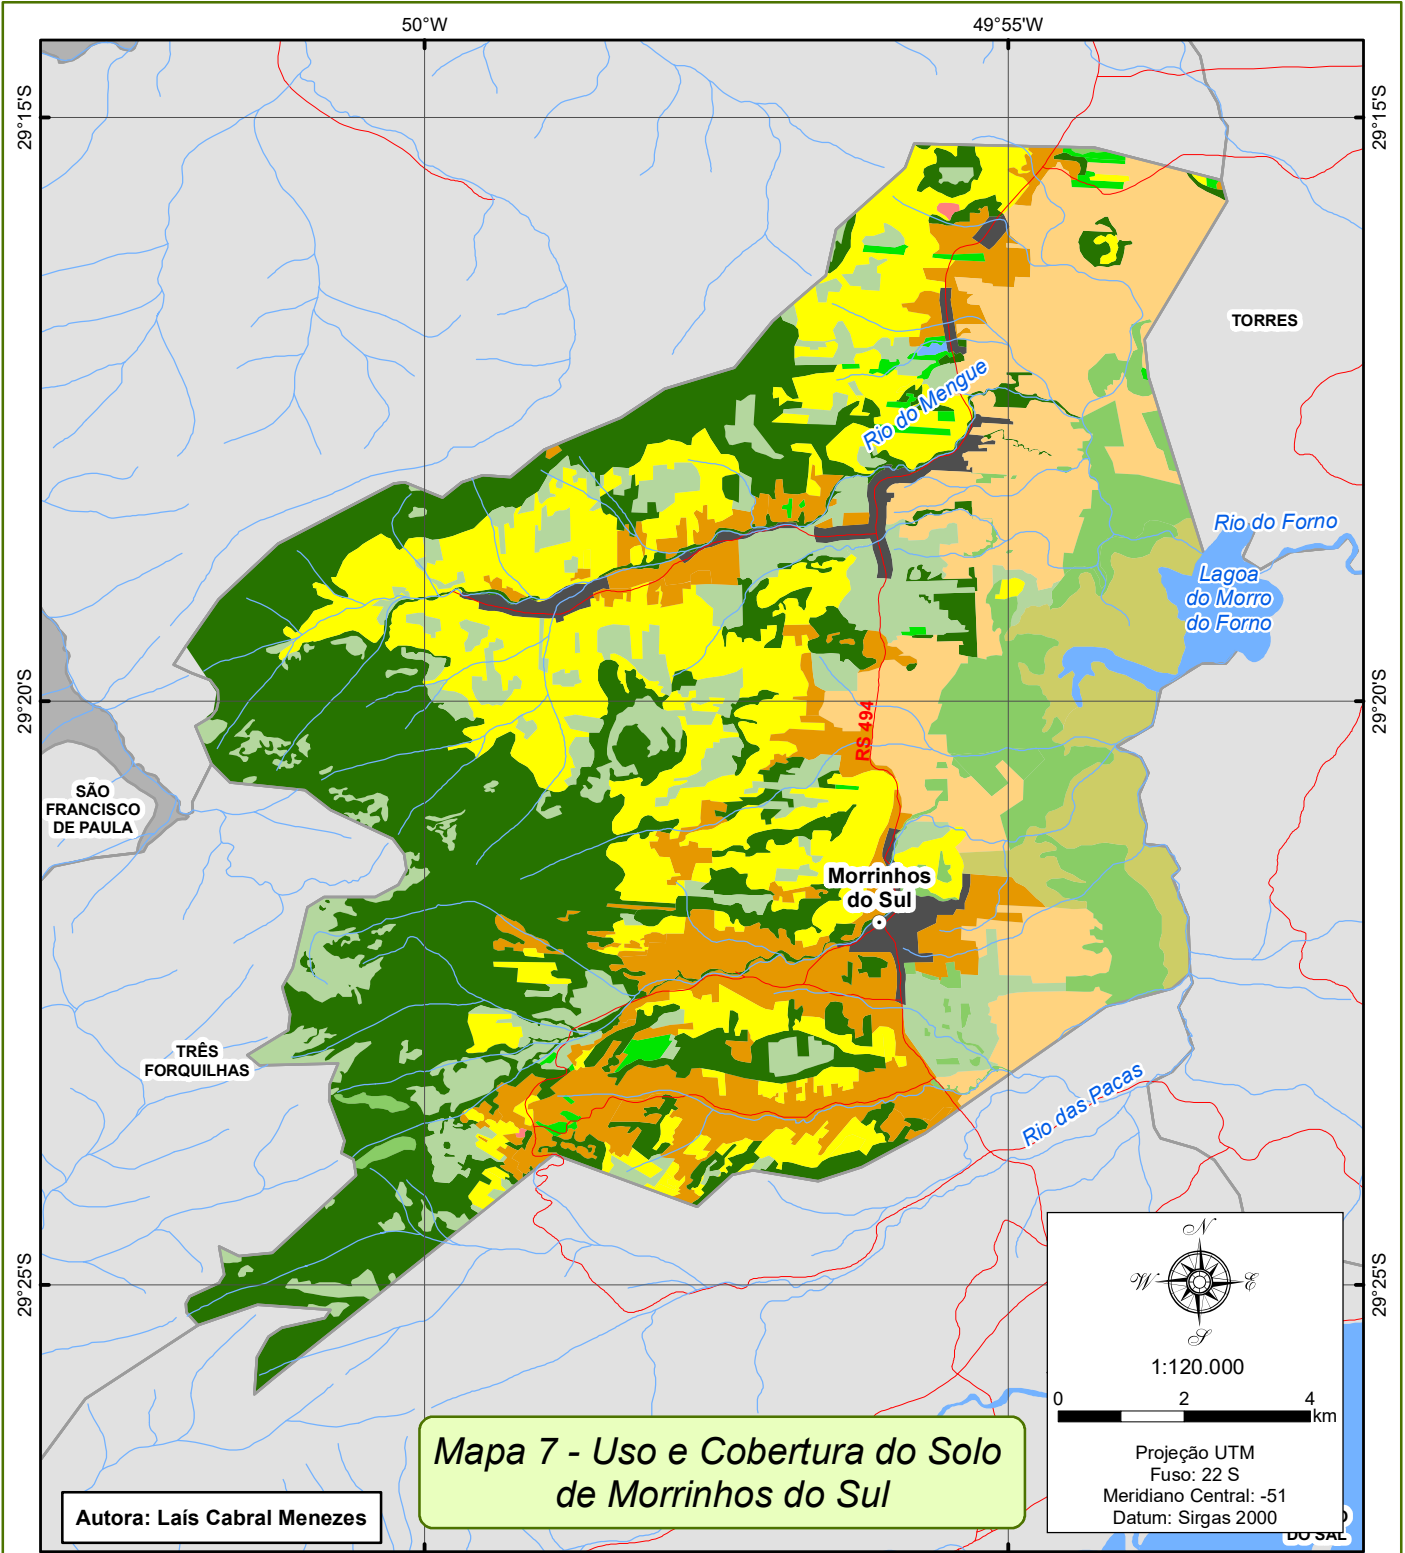 50°W
49°55'W
29°15'S
29°15'S
TORRES
Rio do Mengue
Rio do Forno
Lagoa
do Morro
do Forno
29°20'S
29°20'S
RS 494
SÃO
FRANCISCO
DE PAULA
Morrinhos
do Sul
TRÊS
FORQUILHAS
Rio das Pacas
29°25'S
29°25'S
N
W
E
S
1:120.000
0 2 4
km
Projeção UTM
Fuso: 22 S
Meridiano Central: -51
Datum: Sirgas 2000
DO SAL
Mapa 7 - Uso e Cobertura do Solo
de Morrinhos do Sul
Autora: Laís Cabral Menezes